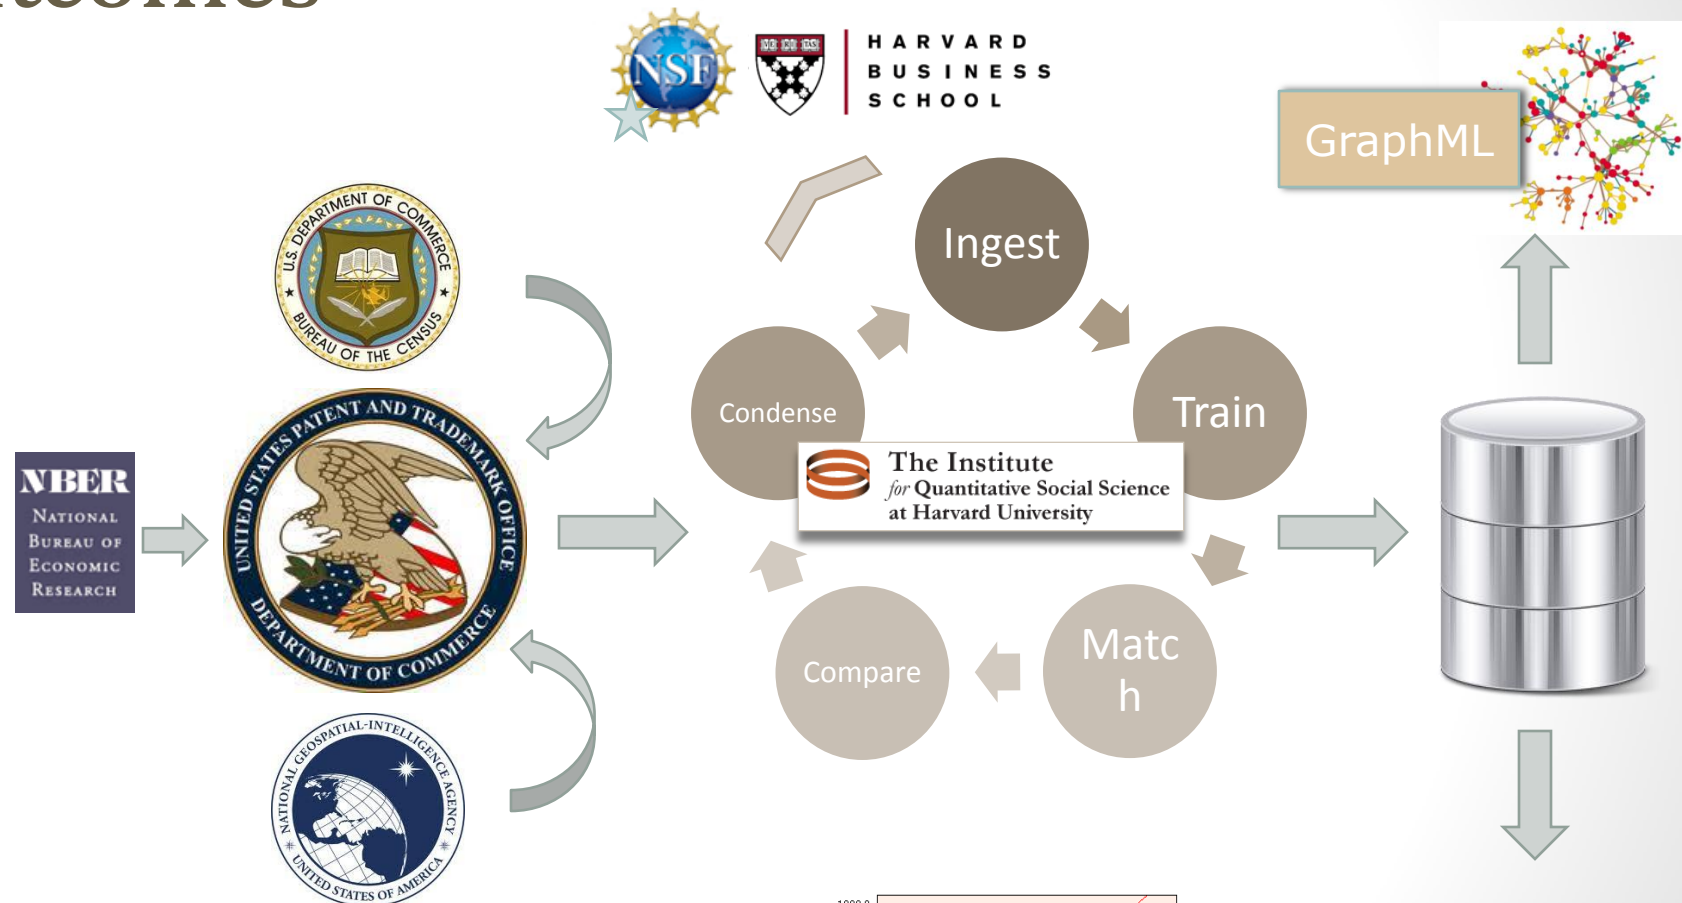 NSF
HARVARD
BUSINESS
SCHOOL
GraphML
U.S. DEPARTMENT OF COMMERCE
BUREAU OF THE CENSUS
Ingest
Condense
Train
UNITED STATES PATENT AND TRADEMARK OFFICE
DEPARTMENT OF COMMERCE
NBER
NATIONAL
BUREAU OF
ECONOMIC
RESEARCH
The Institute
for Quantitative Social Science
at Harvard University
Compare
Matc
h
NATIONAL GEOSPATIAL-INTELLIGENCE AGENCY
UNITED STATES OF AMERICA